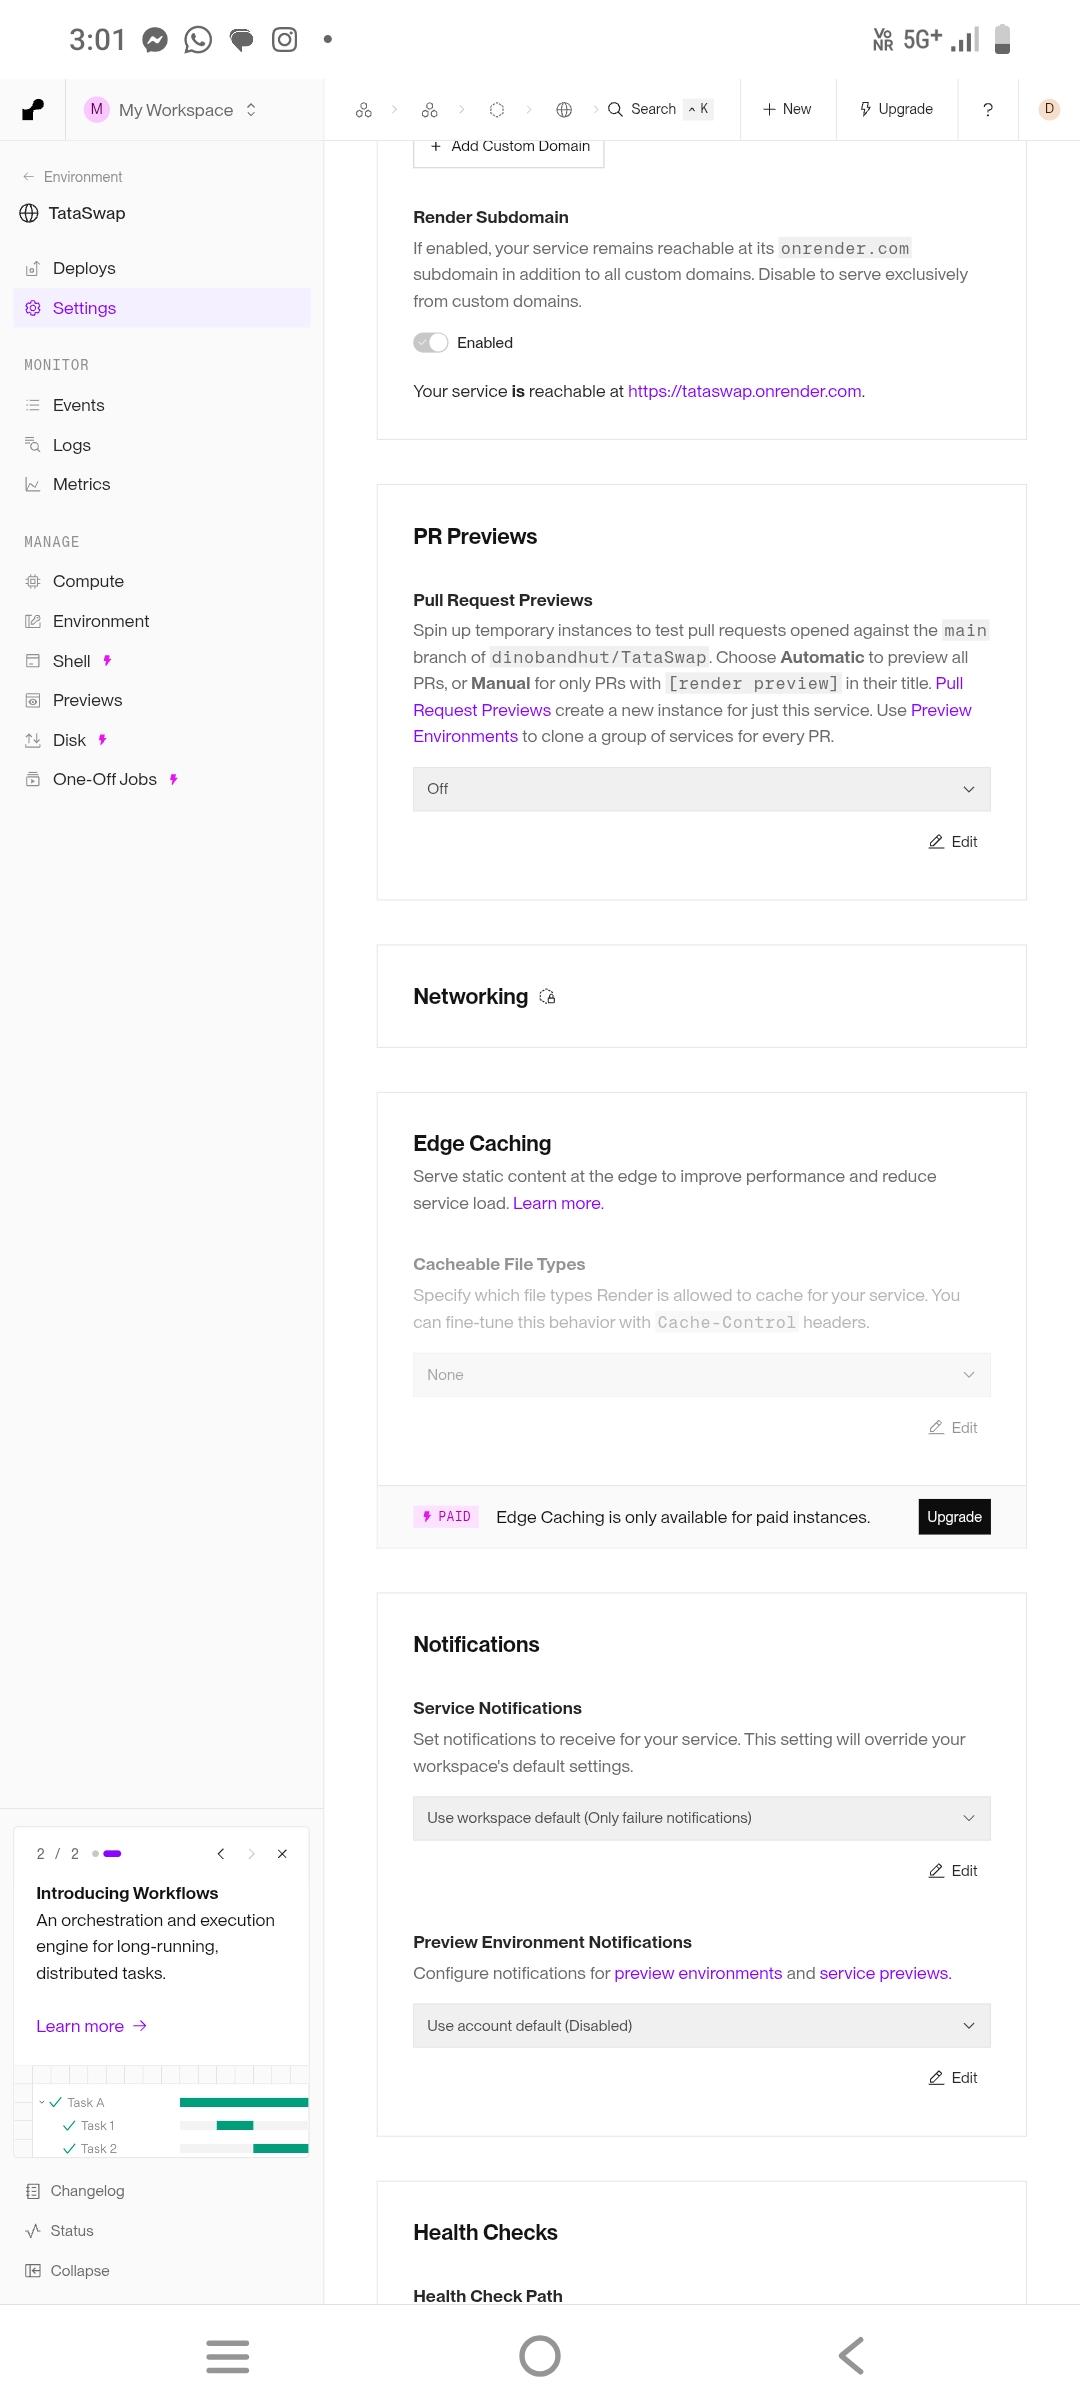 3:01
Vo NR 5G+
M My Workspace
Search ^ K
New
Upgrade
?
D
Environment
TataSwap
Deploys
Settings
MONITOR
Events
Logs
Metrics
MANAGE
Compute
Environment
Shell
Previews
Disk
One-Off Jobs
2 / 2
Introducing Workflows
An orchestration and execution
engine for long-running,
distributed tasks.
Learn more →
Task A
Task 1
Task 2
Changelog
Status
Collapse
+ Add Custom Domain
Render Subdomain
If enabled, your service remains reachable at its onrender.com
subdomain in addition to all custom domains. Disable to serve exclusively
from custom domains.
Enabled
Your service is reachable at https://tataswap.onrender.com.
PR Previews
Pull Request Previews
Spin up temporary instances to test pull requests opened against the main
branch of dinobandhut/TataSwap. Choose Automatic to preview all
PRs, or Manual for only PRs with [render preview] in their title. Pull
Request Previews create a new instance for just this service. Use Preview
Environments to clone a group of services for every PR.
Off
Edit
Networking
Edge Caching
Serve static content at the edge to improve performance and reduce
service load. Learn more.
Cacheable File Types
Specify which file types Render is allowed to cache for your service. You
can fine-tune this behavior with Cache-Control headers.
None
Edit
PAID Edge Caching is only available for paid instances.
Upgrade
Notifications
Service Notifications
Set notifications to receive for your service. This setting will override your
workspace's default settings.
Use workspace default (Only failure notifications)
Edit
Preview Environment Notifications
Configure notifications for preview environments and service previews.
Use account default (Disabled)
Edit
Health Checks
Health Check Path